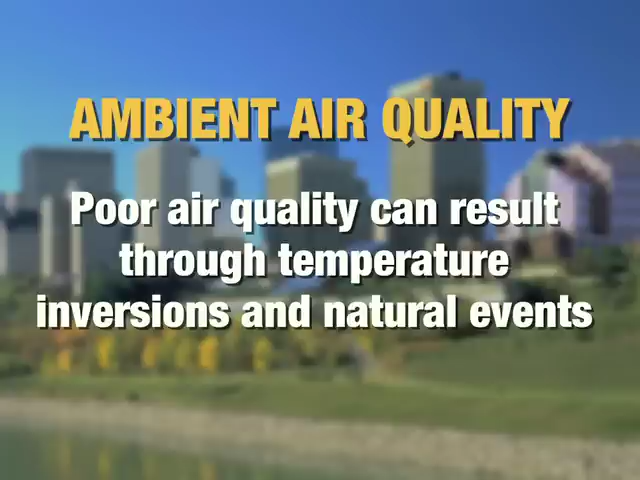 AMBIENT AIR QUALITY
Poor air quality can result
through temperature
inversions and natural events